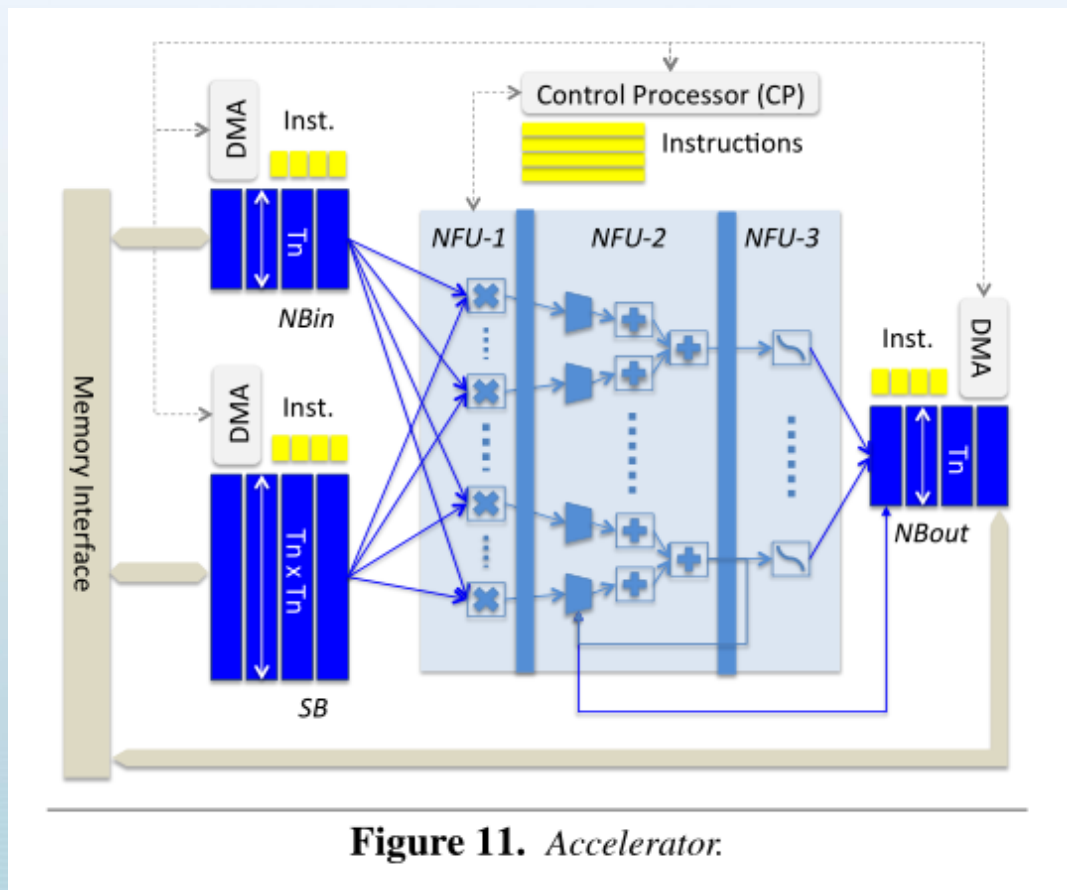 Control Processor (CP)
DMA
Inst.
Instructions
Tn
NBin
NFU-1
NFU-2
NFU-3
DMA
Inst.
Memory Interface
Tn x Tn
SB
Inst.
DMA
Tn
NBout
Figure 11. Accelerator.